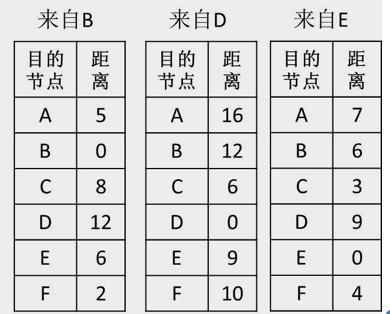 来自B 来自D 来自E
目的节点 距离 目的节点 距离 目的节点 距离
A 5 A 16 A 7
B 0 B 12 B 6
C 8 C 6 C 3
D 12 D 0 D 9
E 6 E 9 E 0
F 2 F 10 F 4